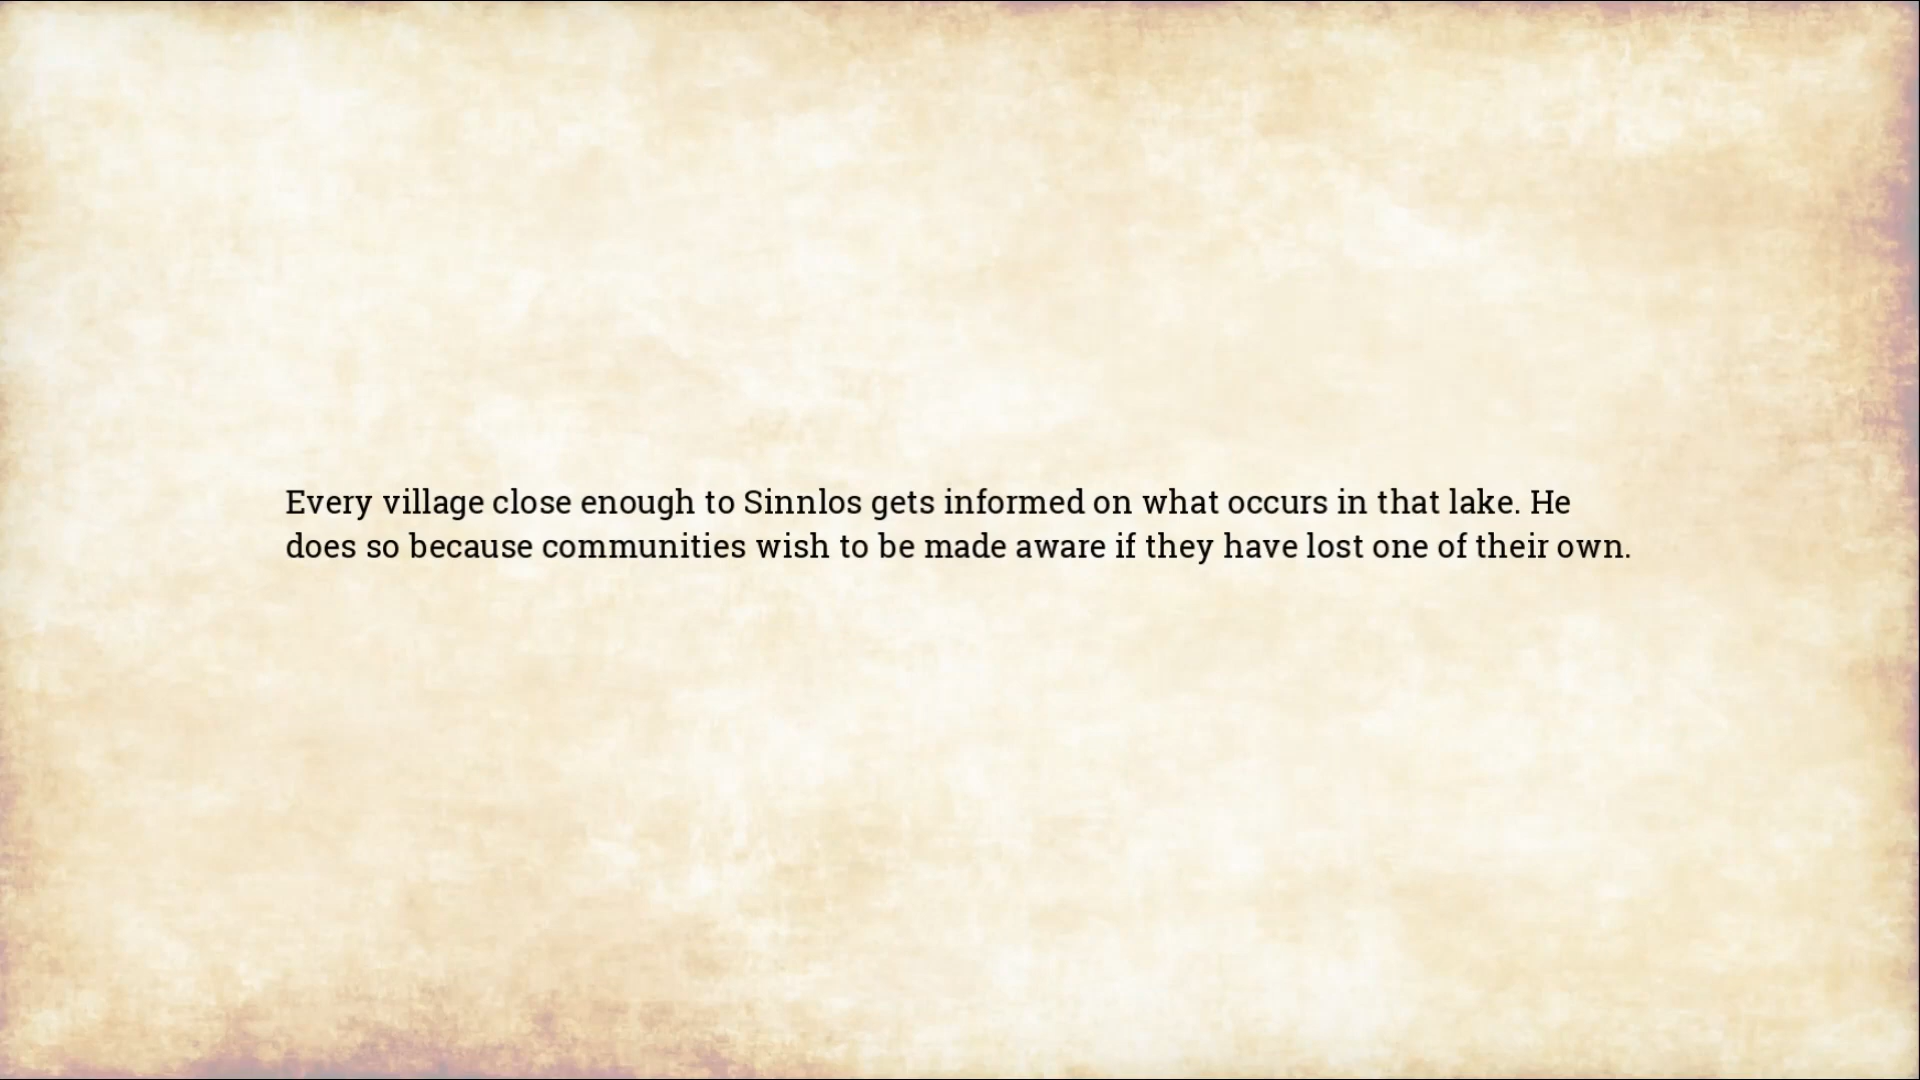 Every village close enough to Sinnlos gets informed on what occurs in that lake. He
does so because communities wish to be made aware if they have lost one of their own.